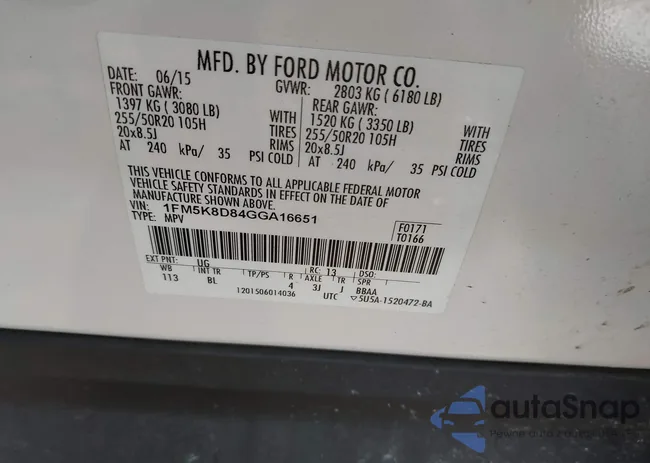 MFD. BY FORD MOTOR CO.
DATE: 06/15 GVWR: 2803 KG ( 6180 LB)
FRONT GAWR: REAR GAWR:
1397 KG ( 3080 LB) WITH 1520 KG ( 3350 LB) WITH
255/50R20 105H TIRES 255/50R20 105H TIRES
20x8.5J RIMS 20x8.5J RIMS
AT 240 kPa/ 35 PSI COLD AT 240 kPa/ 35 PSI COLD
THIS VEHICLE CONFORMS TO ALL APPLICABLE FEDERAL MOTOR
VEHICLE SAFETY STANDARDS IN EFFECT ON THE DATE OF
MANUFACTURE SHOWN ABOVE.
VIN: 1FM5K8D84GGA16651 F0171
TYPE: MPV T0166
EXT PNT: UG RC: 13 DSO:
WB INT TR TP/PS R AXLE TR SPR
113 BL 4 3J J BBAA
1201506014036 UTC ▽5U5A-1520472-BA
autaSnap
Pewne auta z